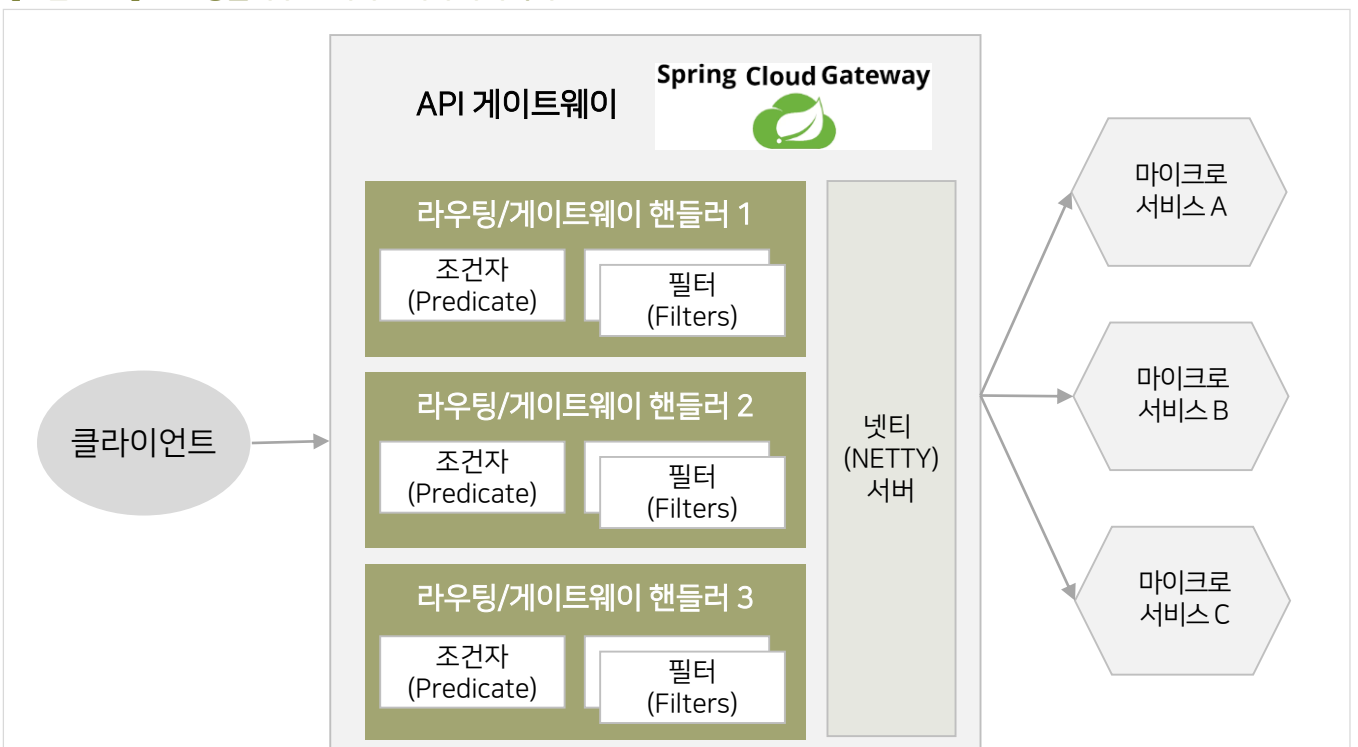 API 게이트웨이
Spring Cloud Gateway
라우팅/게이트웨이 핸들러 1
조건자
(Predicate)
필터
(Filters)
라우팅/게이트웨이 핸들러 2
조건자
(Predicate)
필터
(Filters)
라우팅/게이트웨이 핸들러 3
조건자
(Predicate)
필터
(Filters)
클라이언트
넷티
(NETTY)
서버
마이크로
서비스 A
마이크로
서비스 B
마이크로
서비스 C